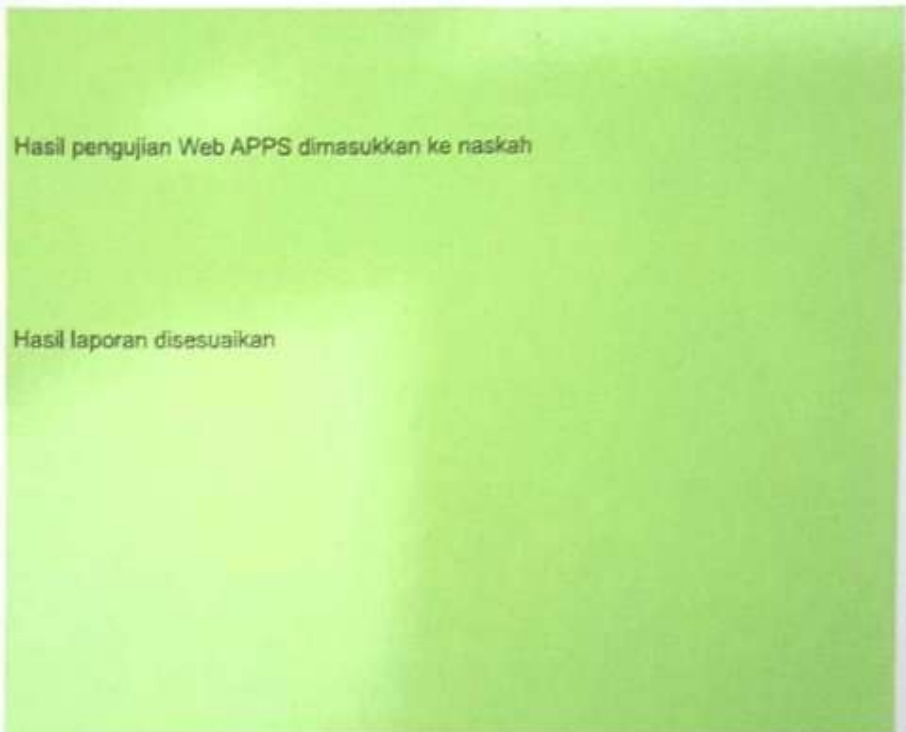 Hasil pengujian Web APPS dimasukkan ke naskah
Hasil laporan disesuaikan